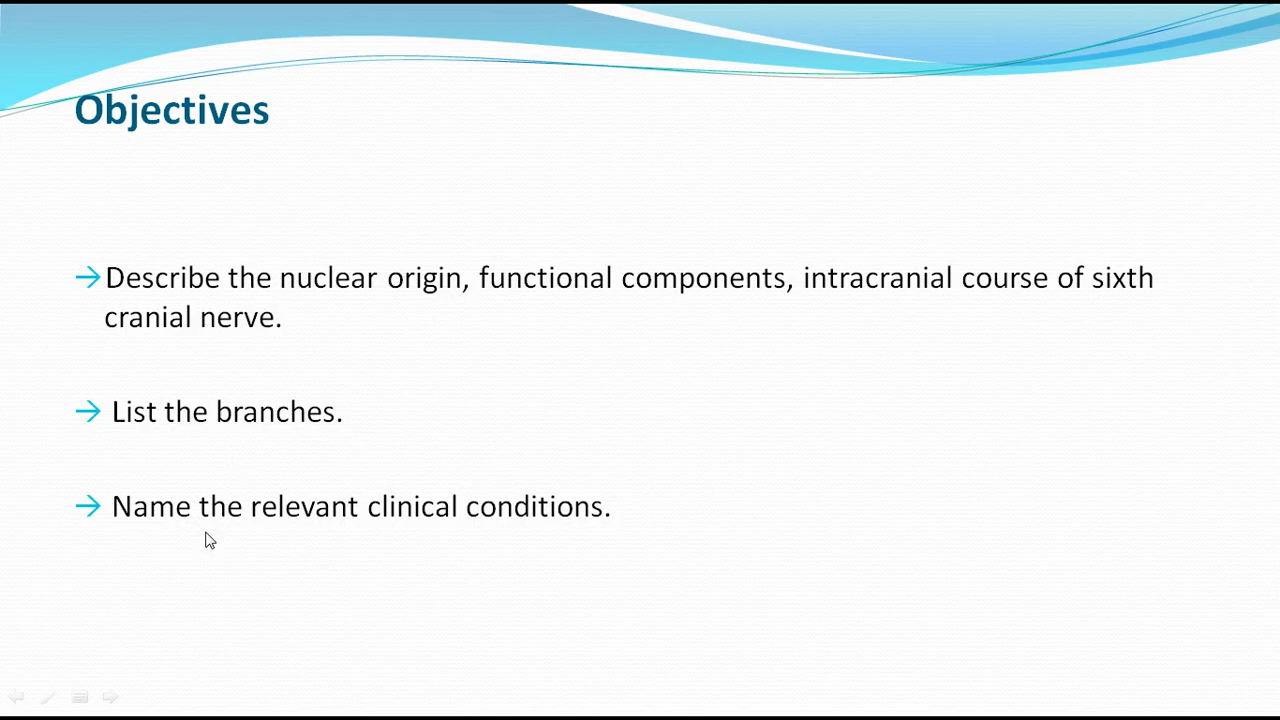 Objectives
→Describe the nuclear origin, functional components, intracranial course of sixth
cranial nerve.
→ List the branches.
→ Name the relevant clinical conditions.